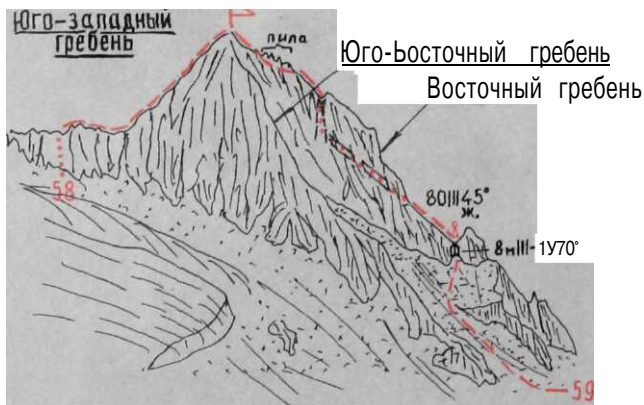 Юго-западный
гребень
пила
Юго-Ьосточный гребень
Восточный гребень
80III45°
ж.
8мIII-1У70°
58
59